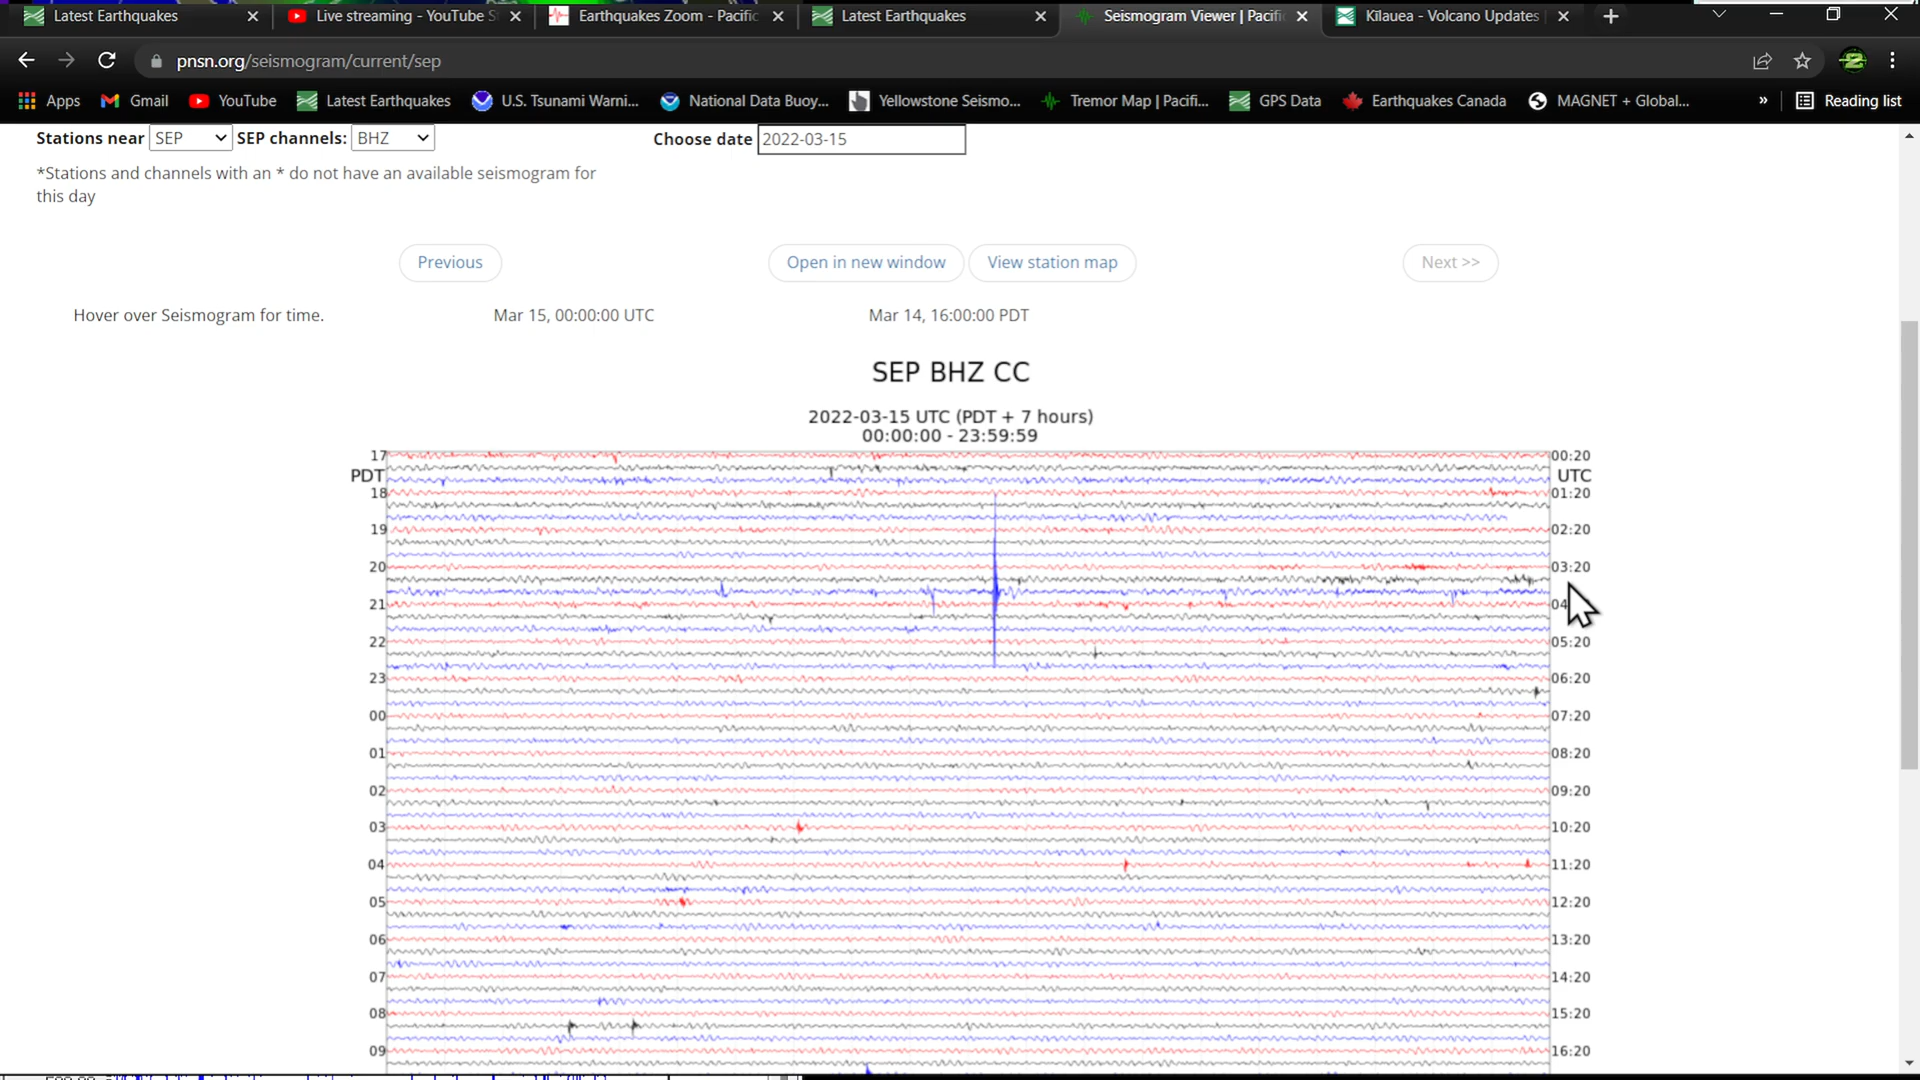 Latest Earthquakes
Live streaming - YouTube S
Earthquakes Zoom - Pacific
Latest Earthquakes
Seismogram Viewer | Pacifi
Kilauea - Volcano Updates
pnsn.org/seismogram/current/sep
Apps
Gmail
YouTube
Latest Earthquakes
U.S. Tsunami Warni...
National Data Buoy...
Yellowstone Seismo...
Tremor Map | Pacifi...
GPS Data
Earthquakes Canada
MAGNET + Global...
»
Reading list
Stations near SEP SEP channels: BHZ
Choose date 2022-03-15
*Stations and channels with an * do not have an available seismogram for
this day
Previous
Open in new window
View station map
Next >>
Hover over Seismogram for time.
Mar 15, 00:00:00 UTC
Mar 14, 16:00:00 PDT
SEP BHZ CC
2022-03-15 UTC (PDT + 7 hours)
00:00:00 - 23:59:59
17 00:20
PDT UTC
18 01:20
19 02:20
20 03:20
21 04
22 05:20
23 06:20
00 07:20
01 08:20
02 09:20
03 10:20
04 11:20
05 12:20
06 13:20
07 14:20
08 15:20
09 16:20